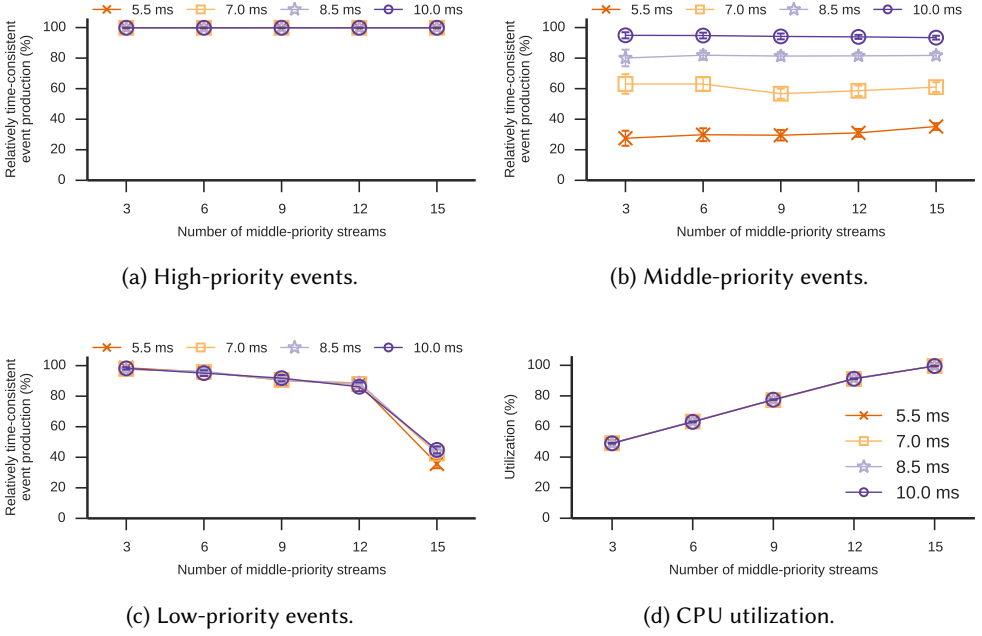 5.5 ms 7.0 ms 8.5 ms 10.0 ms
Relatively time-consistent
event production (%)
100
80
60
40
20
0
3 6 9 12 15
Number of middle-priority streams
(a) High-priority events.
5.5 ms 7.0 ms 8.5 ms 10.0 ms
Relatively time-consistent
event production (%)
100
80
60
40
20
0
3 6 9 12 15
Number of middle-priority streams
(b) Middle-priority events.
5.5 ms 7.0 ms 8.5 ms 10.0 ms
Relatively time-consistent
event production (%)
100
80
60
40
20
0
3 6 9 12 15
Number of middle-priority streams
(c) Low-priority events.
Utilization (%)
100
80
60
40
20
0
5.5 ms
7.0 ms
8.5 ms
10.0 ms
3 6 9 12 15
Number of middle-priority streams
(d) CPU utilization.